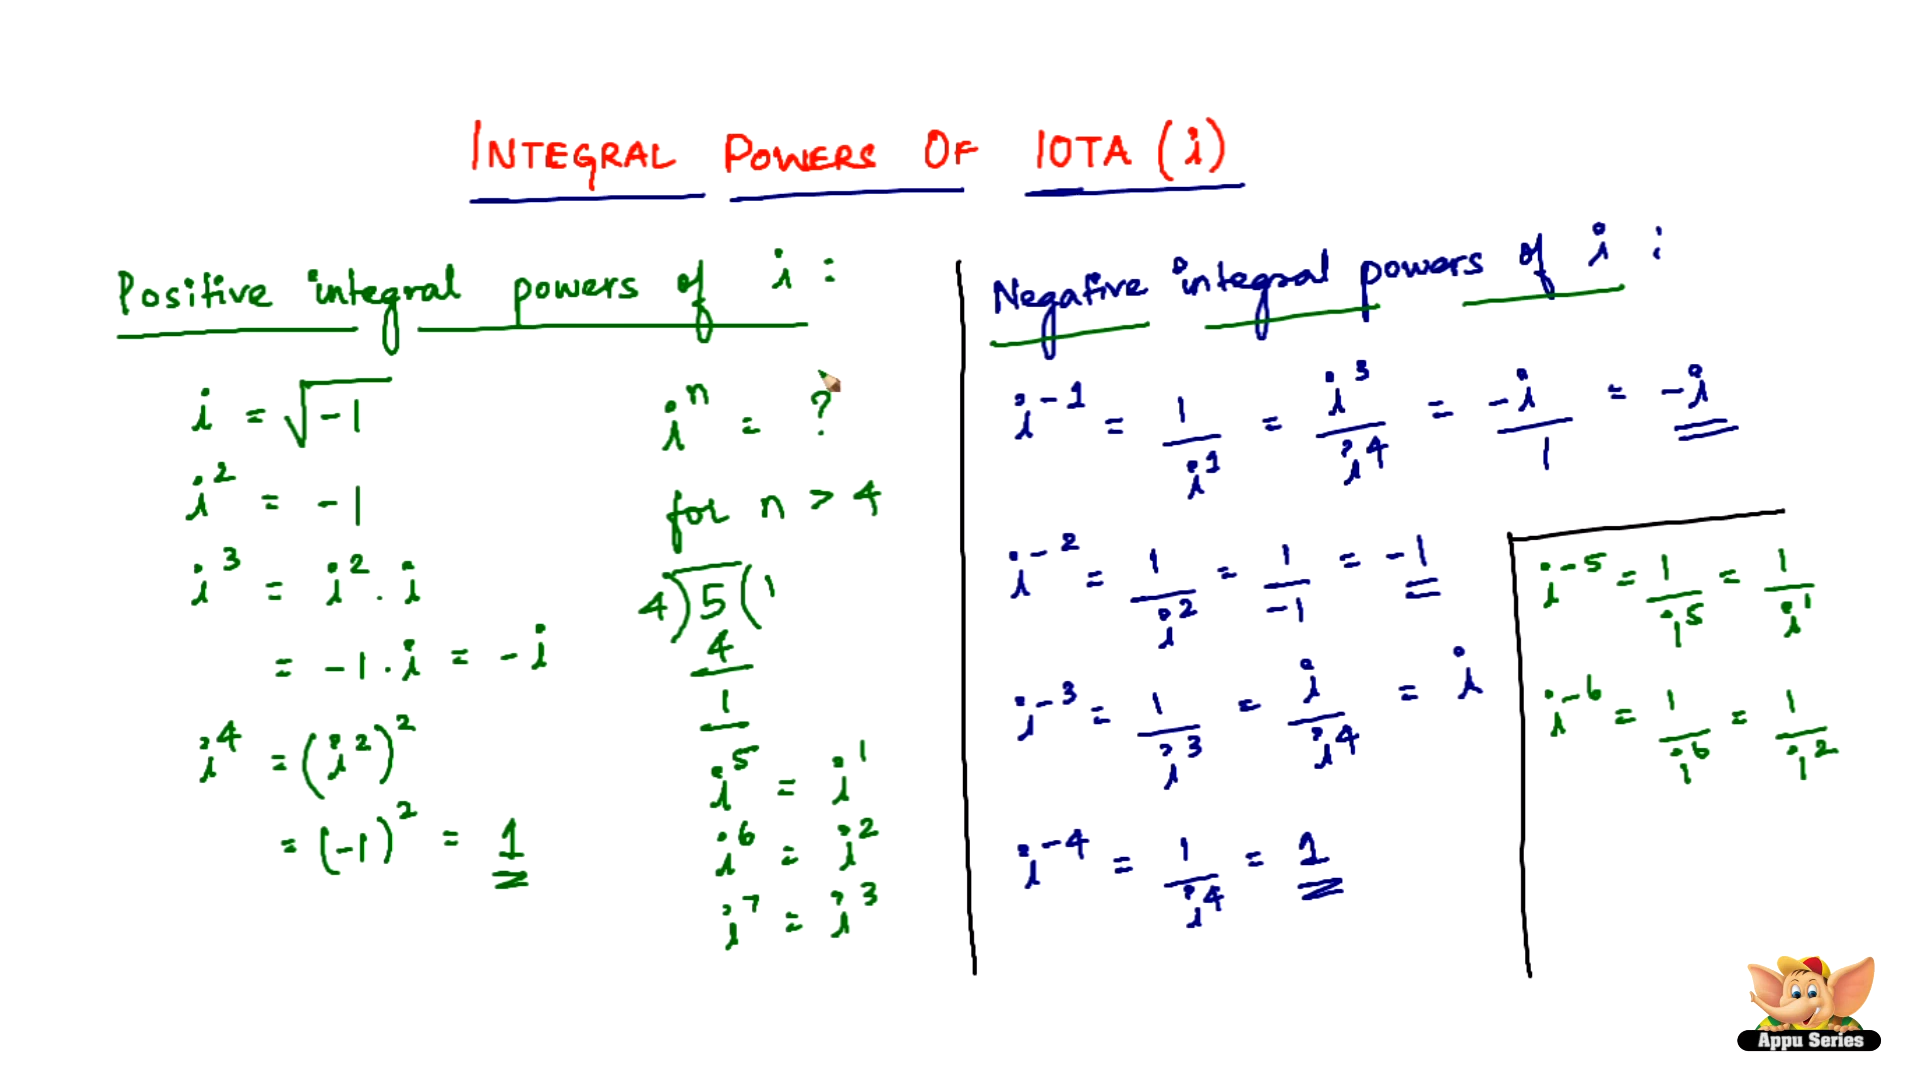 INTEGRAL POWERS OF IOTA (i)
Positive integral powers of i :
i = √-1
i² = -1
i³ = i² . i
= -1 . i = -i
i⁴ = (i²)²
= (-1)² = 1
iⁿ = ?
for n > 4
4)5(1
4
1
i⁵ = i¹
i⁶ = i²
i⁷ = i³
Negative integral powers of i :
i⁻¹ = 1/i¹ = i³/i⁴ = -i/1 = -i
i⁻² = 1/i² = 1/-1 = -1
i⁻³ = 1/i³ = i/i⁴ = i
i⁻⁴ = 1/i⁴ = 1
i⁻⁵ = 1/i⁵ = 1/i¹
i⁻⁶ = 1/i⁶ = 1/i²
Appu Series